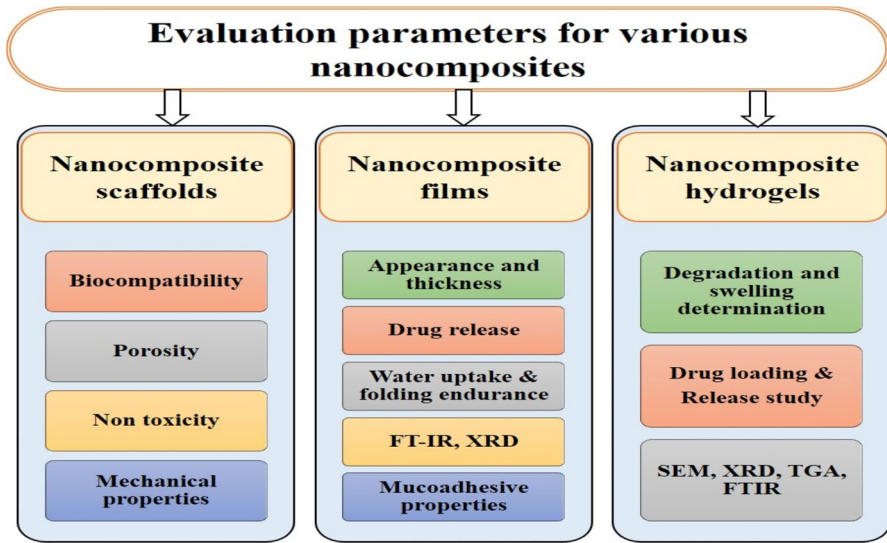 Evaluation parameters for various
nanocomposites
Nanocomposite
scaffolds
Biocompatibility
Porosity
Non toxicity
Mechanical
properties
Nanocomposite
films
Appearance and
thickness
Drug release
Water uptake &
folding endurance
FT-IR, XRD
Mucoadhesive
properties
Nanocomposite
hydrogels
Degradation and
swelling
determination
Drug loading &
Release study
SEM, XRD, TGA,
FTIR